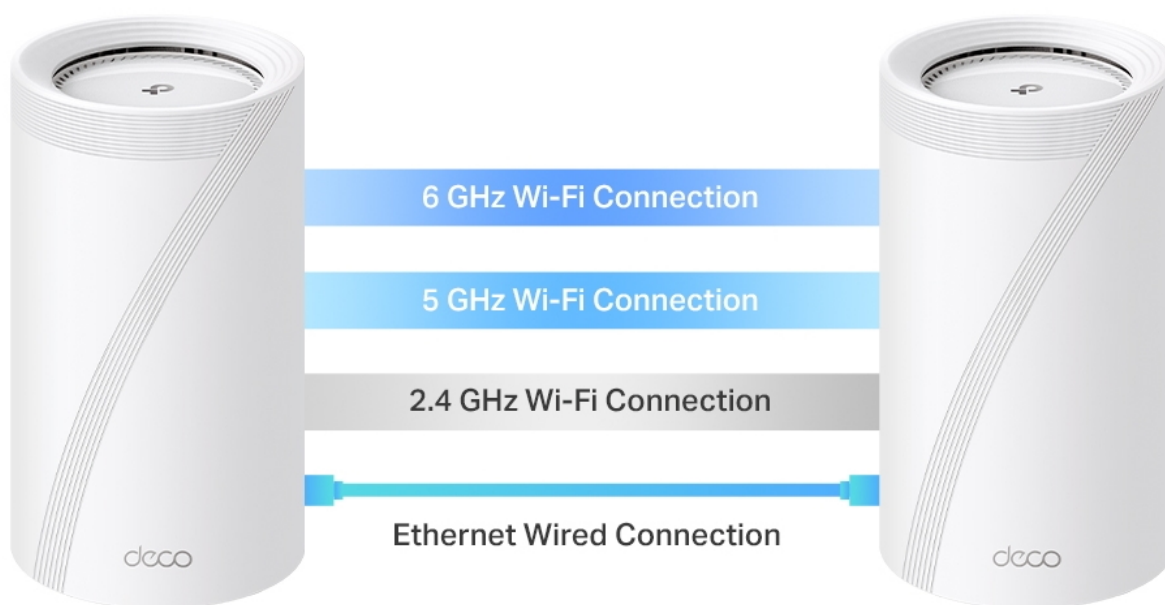 6 GHz Wi-Fi Connection
5 GHz Wi-Fi Connection
2.4 GHz Wi-Fi Connection
Ethernet Wired Connection
deco
deco